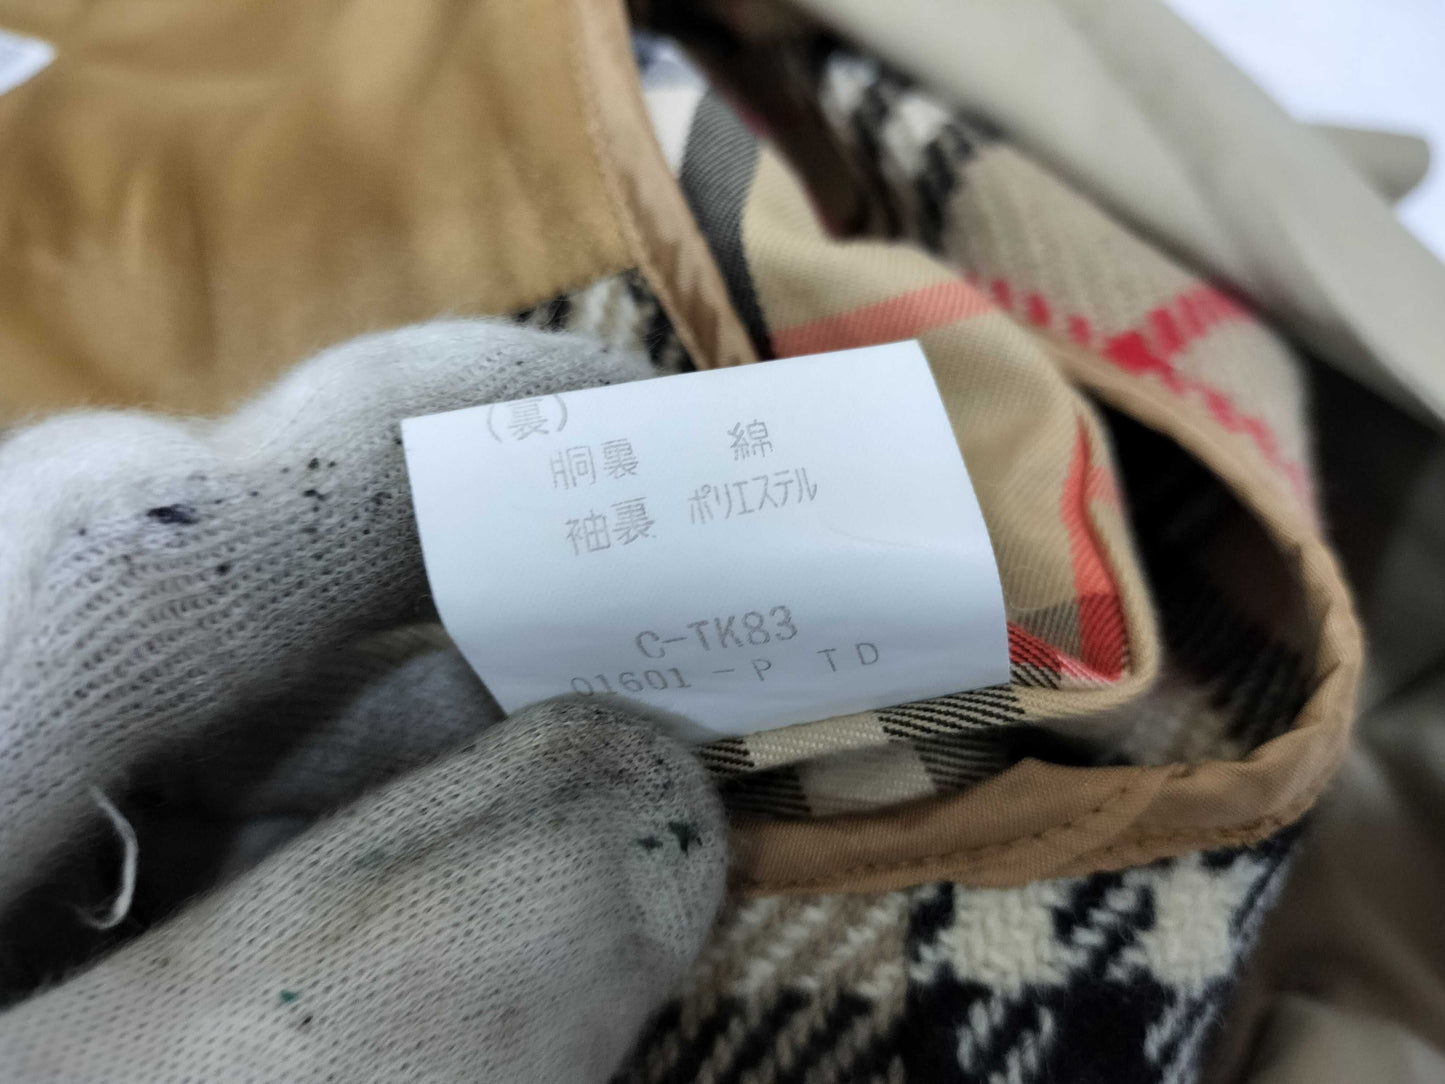 (裏)
胴裏 綿
袖裏 ポリエステル
C-TK83
01601-P TD